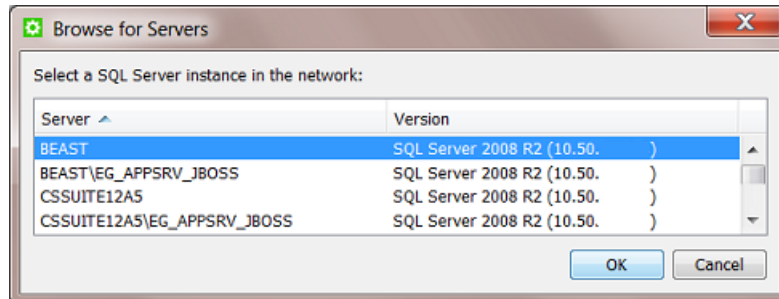 Browse for Servers
Select a SQL Server instance in the network:
Server Version
BEAST SQL Server 2008 R2 (10.50. )
BEAST\EG_APPSRV_JBOSS SQL Server 2008 R2 (10.50. )
CSSUITE12A5 SQL Server 2008 R2 (10.50. )
CSSUITE12A5\EG_APPSRV_JBOSS SQL Server 2008 R2 (10.50. )
OK Cancel